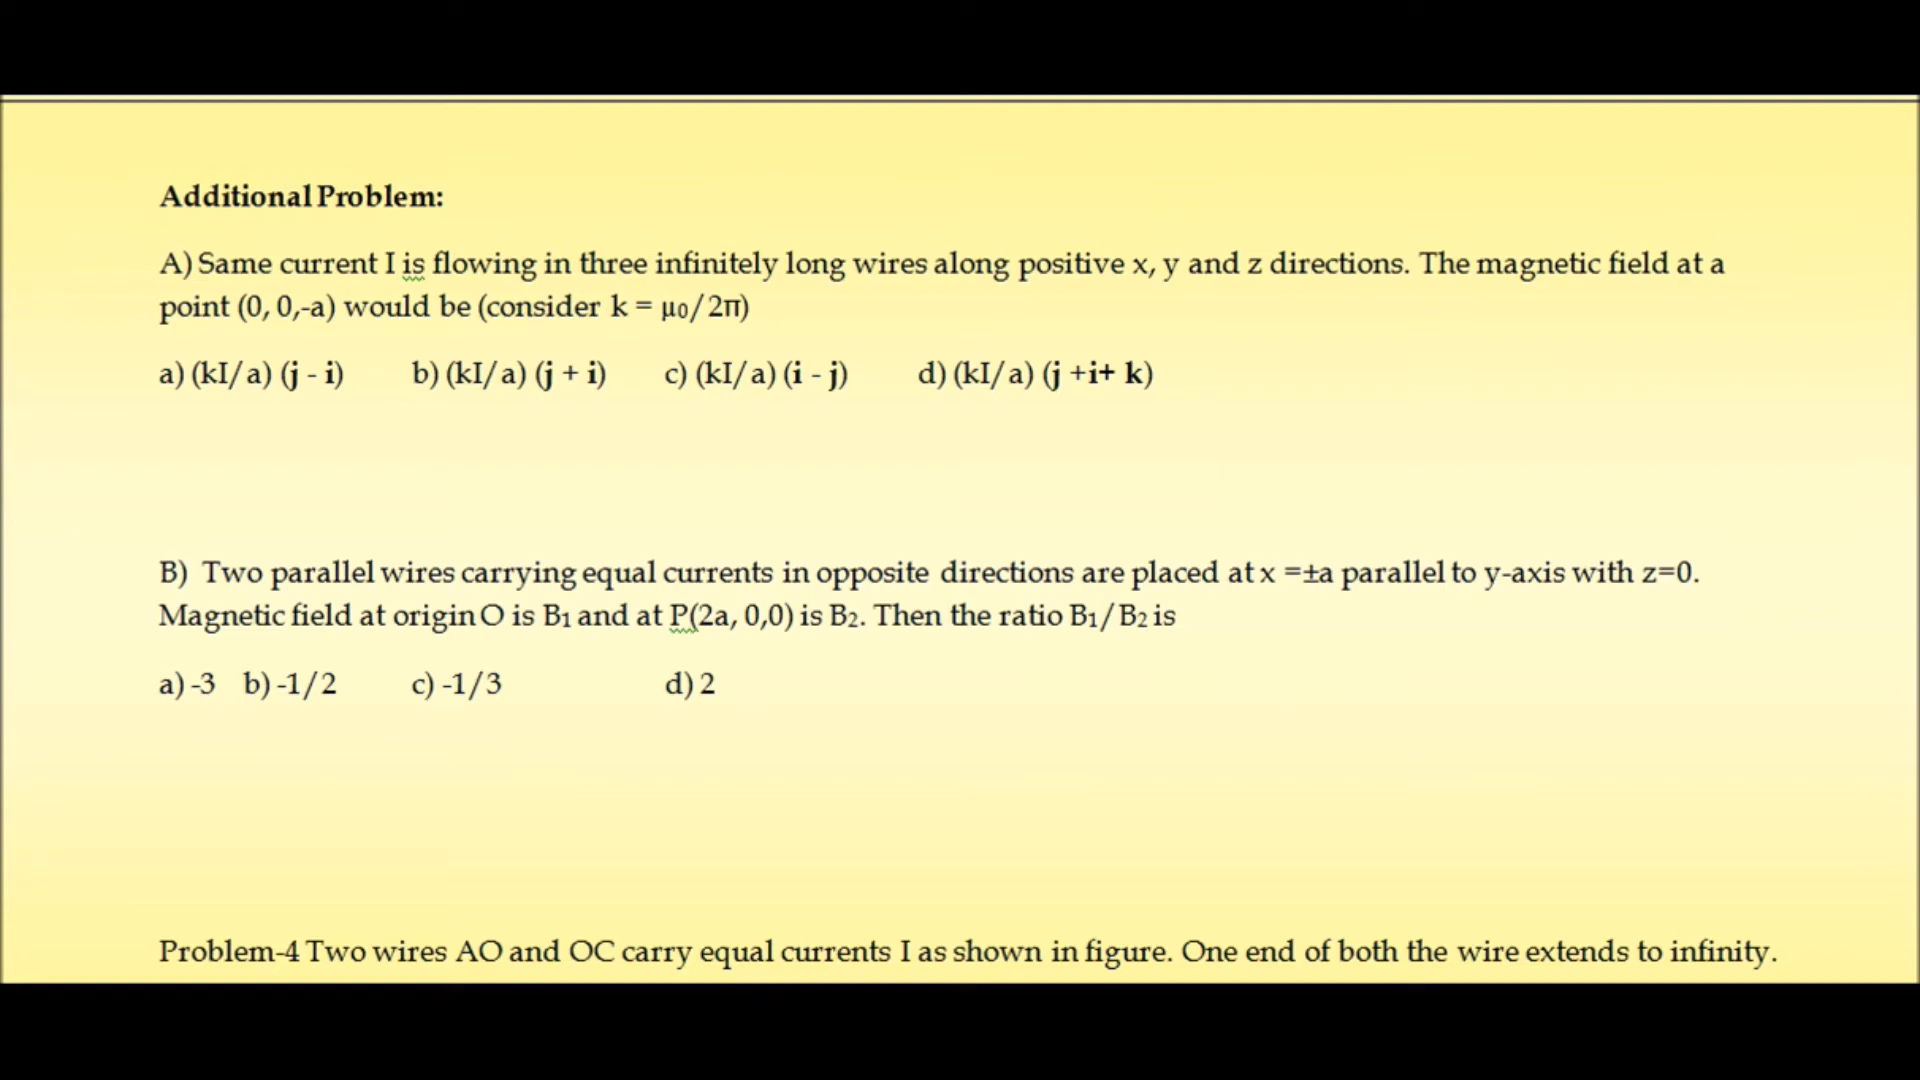 Additional Problem:
A) Same current I is flowing in three infinitely long wires along positive x, y and z directions. The magnetic field at a
point (0, 0,-a) would be (consider k = μ₀/2π)
a) (kI/a) (j - i) b) (kI/a) (j + i) c) (kI/a) (i - j) d) (kI/a) (j +i+ k)
B) Two parallel wires carrying equal currents in opposite directions are placed at x =±a parallel to y-axis with z=0.
Magnetic field at origin O is B₁ and at P(2a, 0,0) is B₂. Then the ratio B₁/B₂ is
a) -3 b) -1/2 c) -1/3 d) 2
Problem-4 Two wires AO and OC carry equal currents I as shown in figure. One end of both the wire extends to infinity.